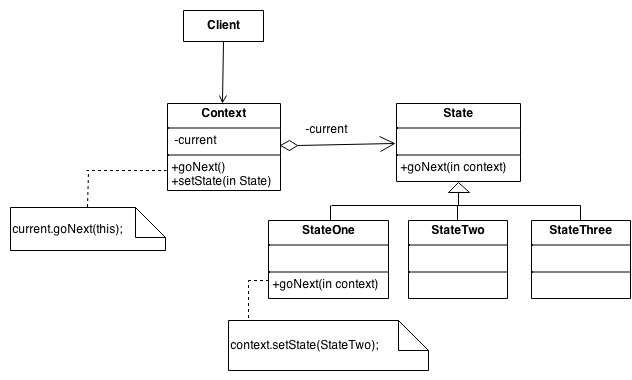 Client
Context
-current
+goNext()
+setState(in State)
-current
State
+goNext(in context)
current.goNext(this);
StateOne
+goNext(in context)
StateTwo
StateThree
context.setState(StateTwo);